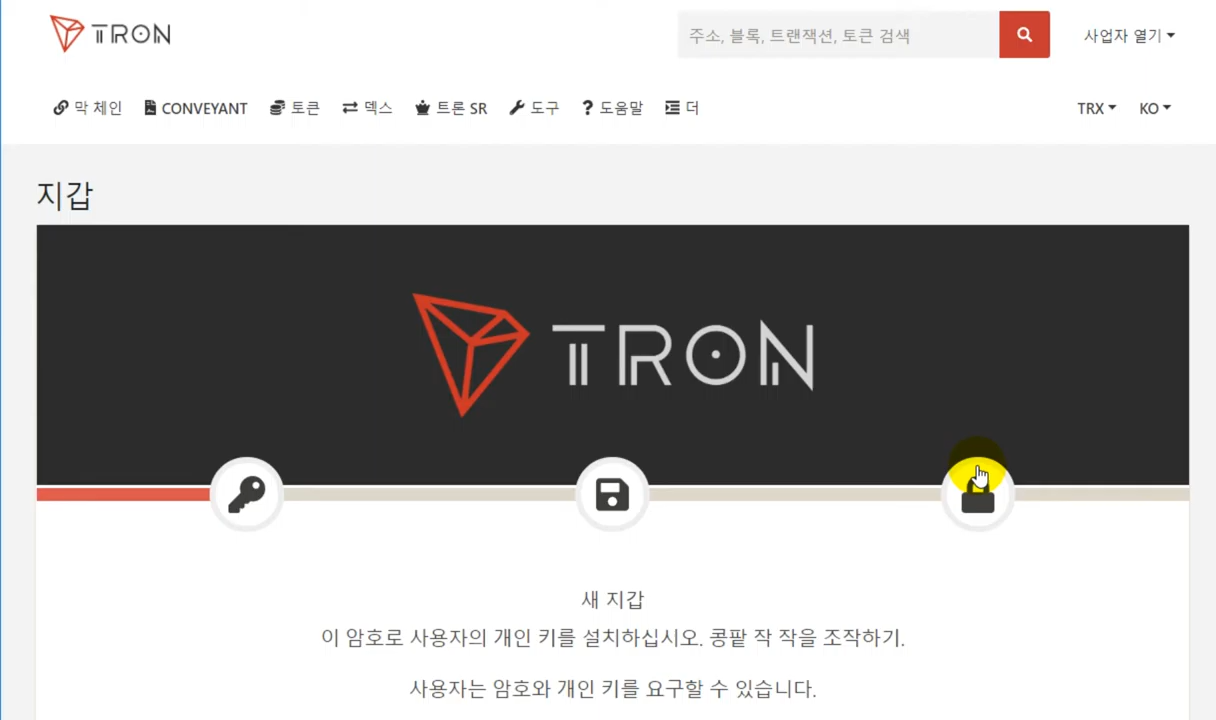 TRON
주소, 블록, 트랜잭션, 토큰 검색
사업자 열기
막 체인 CONVEYANT 토큰 덱스 트론 SR 도구 도움말 더
TRX KO
지갑
TRON
새 지갑
이 암호로 사용자의 개인 키를 설치하십시오. 콩팥 작 작을 조작하기.
사용자는 암호와 개인 키를 요구할 수 있습니다.